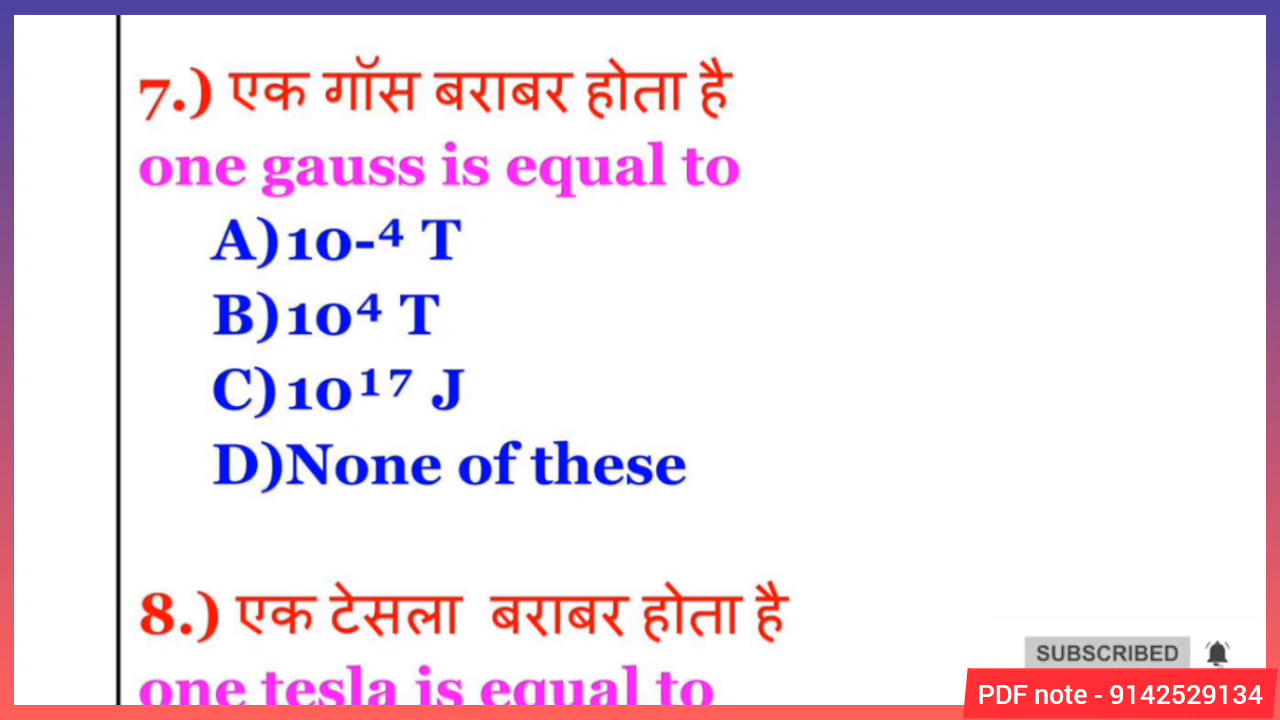 7.) एक गॉस बराबर होता है
one gauss is equal to
A)10-⁴ T
B)10⁴ T
C)10¹⁷ J
D)None of these
8.) एक टेसला बराबर होता है
one tesla is equal to
SUBSCRIBED
PDF note - 9142529134